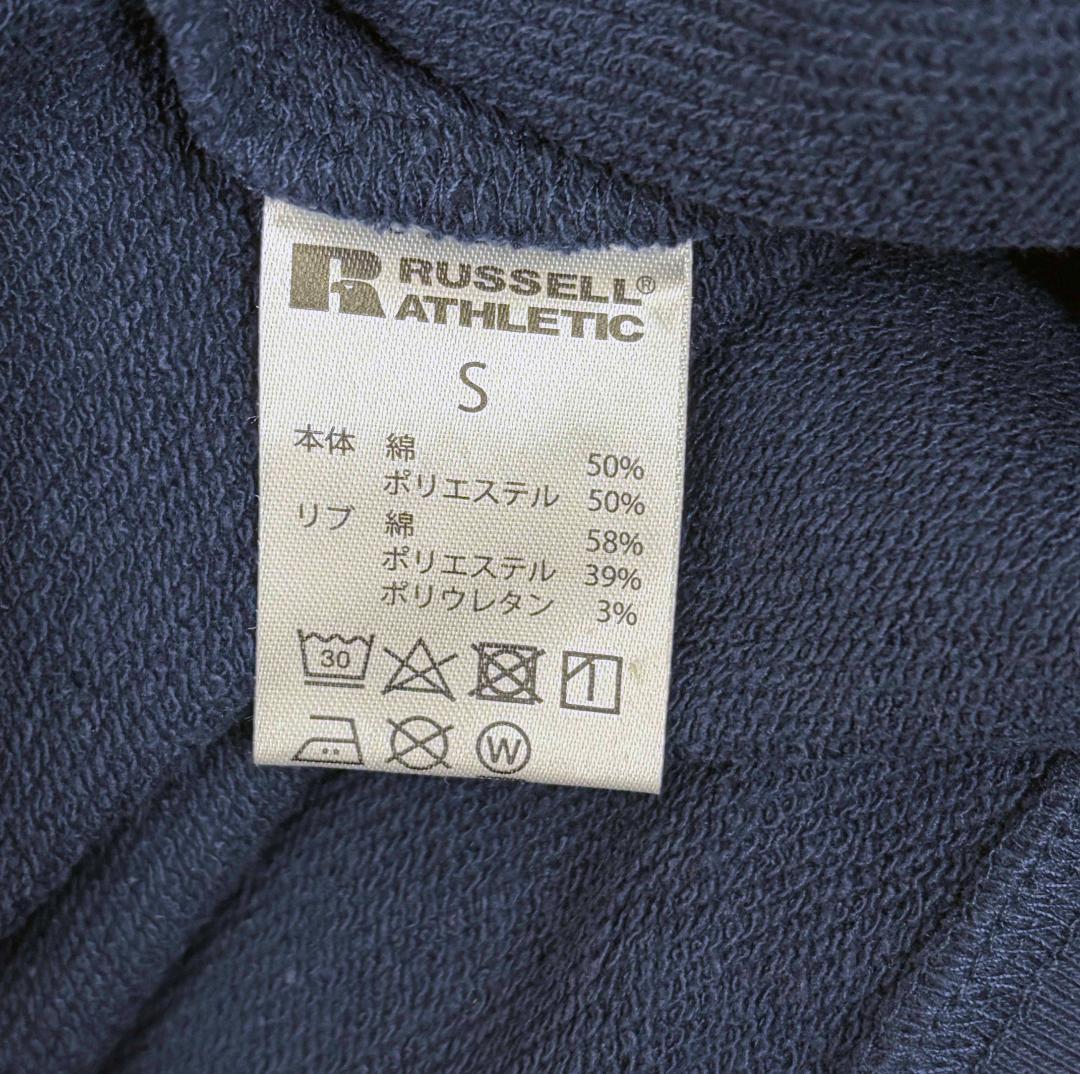 RUSSELL®
ATHLETIC
S
本体 綿 50%
ポリエステル 50%
リブ 綿 58%
ポリエステル 39%
ポリウレタン 3%
30
W